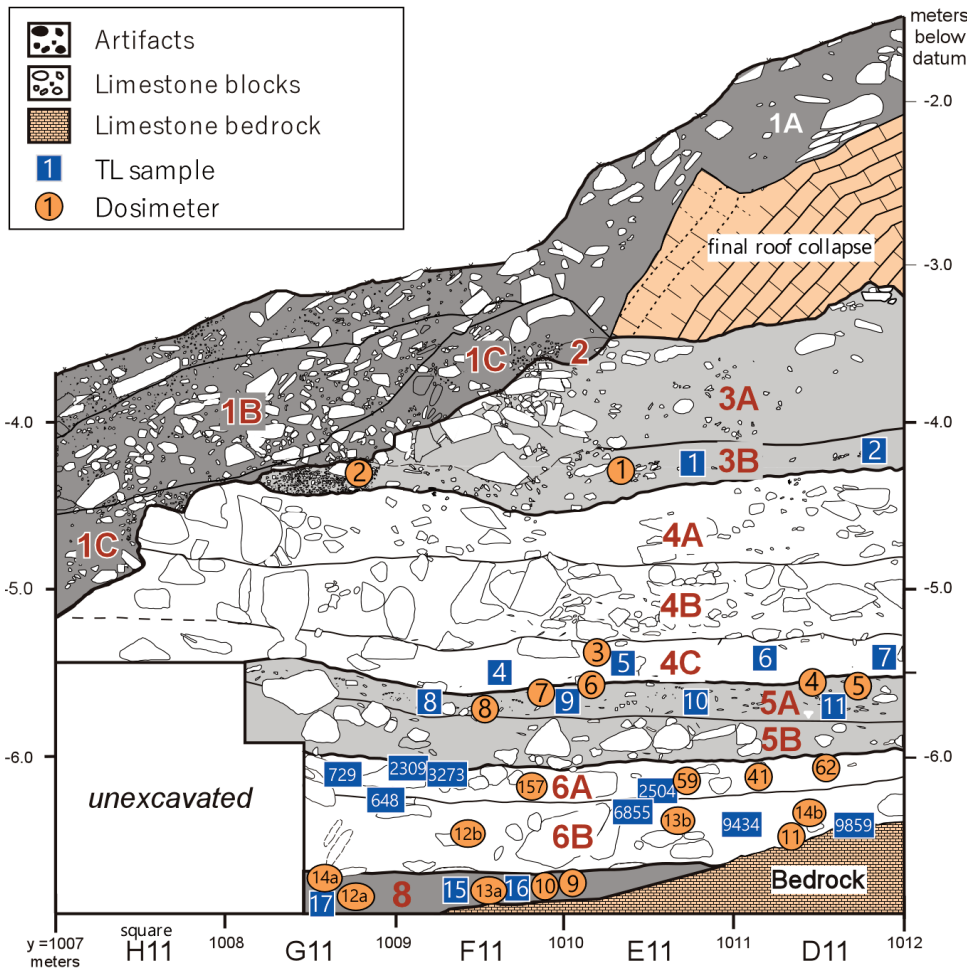 Artifacts
Limestone blocks
Limestone bedrock
1 TL sample
1 Dosimeter
meters
below
datum
-2.0
1A
final roof collapse
-3.0
1C 2
1B
3A
-4.0 -4.0
2 1 1 3B 2
1C
4A
-5.0 -5.0
4B
3
4 5 4C 6 7
8 8 7 9 6 10 5A 4 11 5
5B
-6.0 -6.0
729 2309 3273 157 6A 2504 59 41 62
648 6855 13b 9434 14b 9859
12b 6B 11
unexcavated
14a 12a 8 15 13a 16 10 9 Bedrock
17
y = 1007 1008 1009 1010 1011 1012
meters
square
H11 G11 F11 E11 D11